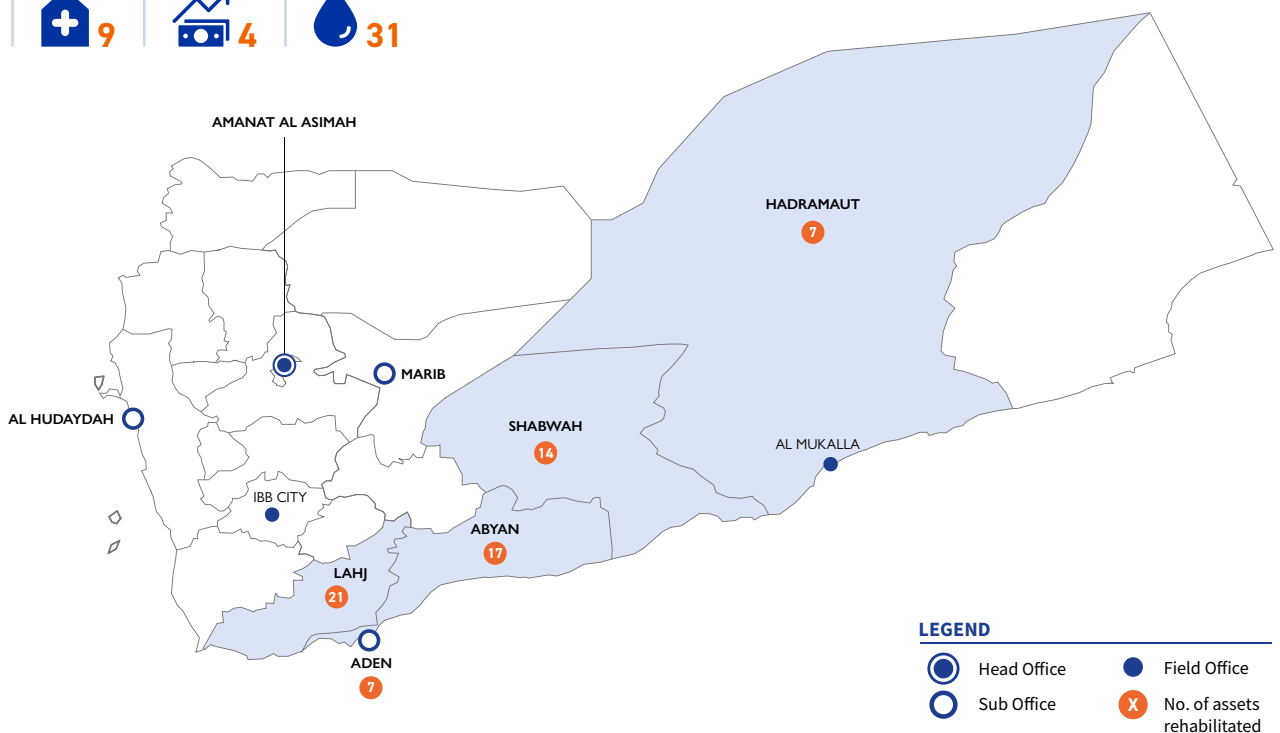 9
4
31
AMANAT AL ASIMAH
HADRAMAUT
7
MARIB
AL HUDAYDAH
SHABWAH
14
AL MUKALLA
IBB CITY
ABYAN
17
LAHJ
21
ADEN
7
LEGEND
Head Office
Field Office
Sub Office
X
No. of assets
rehabilitated